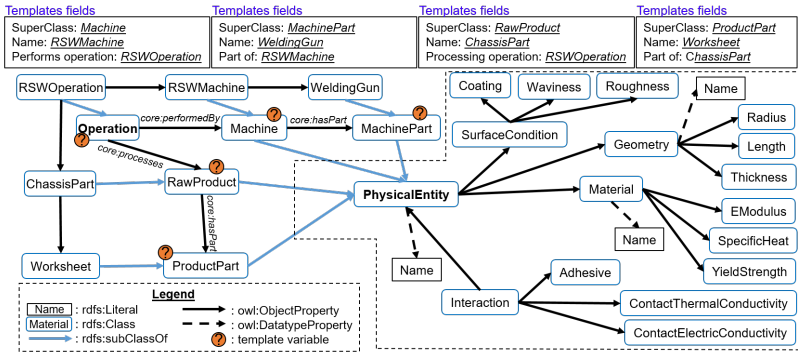 Templates fields
Templates fields
Templates fields
Templates fields
SuperClass: Machine
Name: RSWMachine
Performs operation: RSWOperation
SuperClass: MachinePart
Name: WeldingGun
Part of: RSWMachine
SuperClass: RawProduct
Name: ChassisPart
Processing operation: RSWOperation
SuperClass: ProductPart
Name: Worksheet
Part of: ChassisPart
RSWOperation
RSWMachine
WeldingGun
Coating
Waviness
Roughness
Name
Operation
core:performedBy
Machine
core:hasPart
MachinePart
?
?
?
SurfaceCondition
Geometry
Radius
Length
Thickness
core:processes
ChassisPart
RawProduct
?
core:hasPart
PhysicalEntity
Material
EModulus
SpecificHeat
YieldStrength
Name
Worksheet
ProductPart
?
Name
Interaction
Adhesive
ContactThermalConductivity
ContactElectricConductivity
Legend
Name : rdfs:Literal
Material : rdfs:Class
: rdfs:subClassOf
: owl:ObjectProperty
: owl:DatatypeProperty
? : template variable